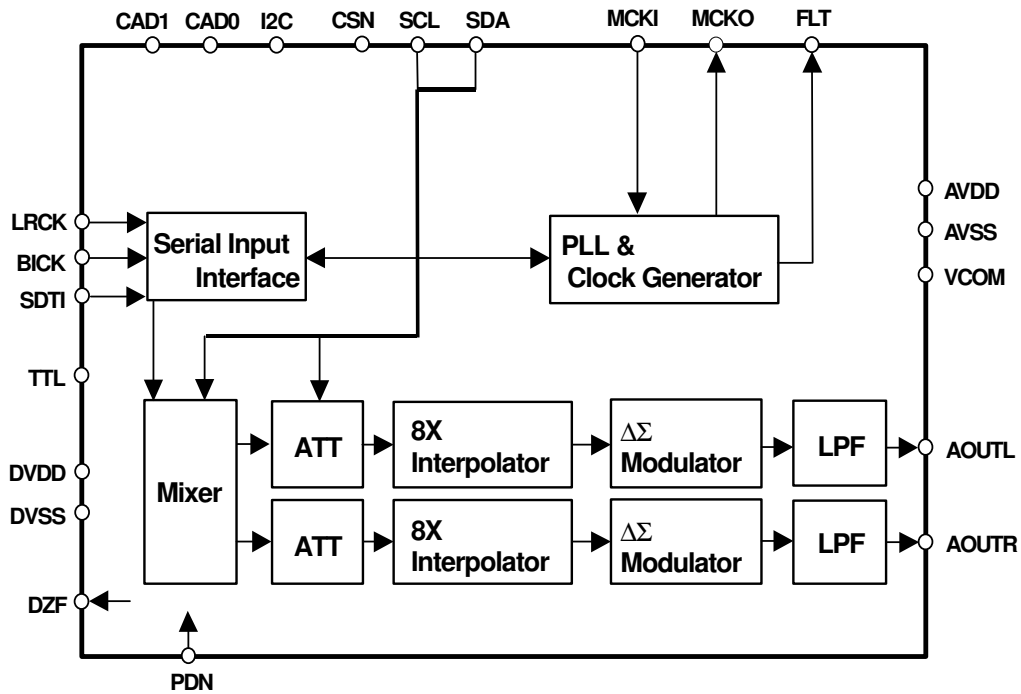 CAD1 CAD0 I2C CSN SCL SDA MCKI MCKO FLT
LRCK
BICK
SDTI
TTL
DVDD
DVSS
DZF
PDN
Serial Input
Interface
PLL &
Clock Generator
AVDD
AVSS
VCOM
Mixer
ATT
8X
Interpolator
ΔΣ
Modulator
LPF
AOUTL
ATT
8X
Interpolator
ΔΣ
Modulator
LPF
AOUTR